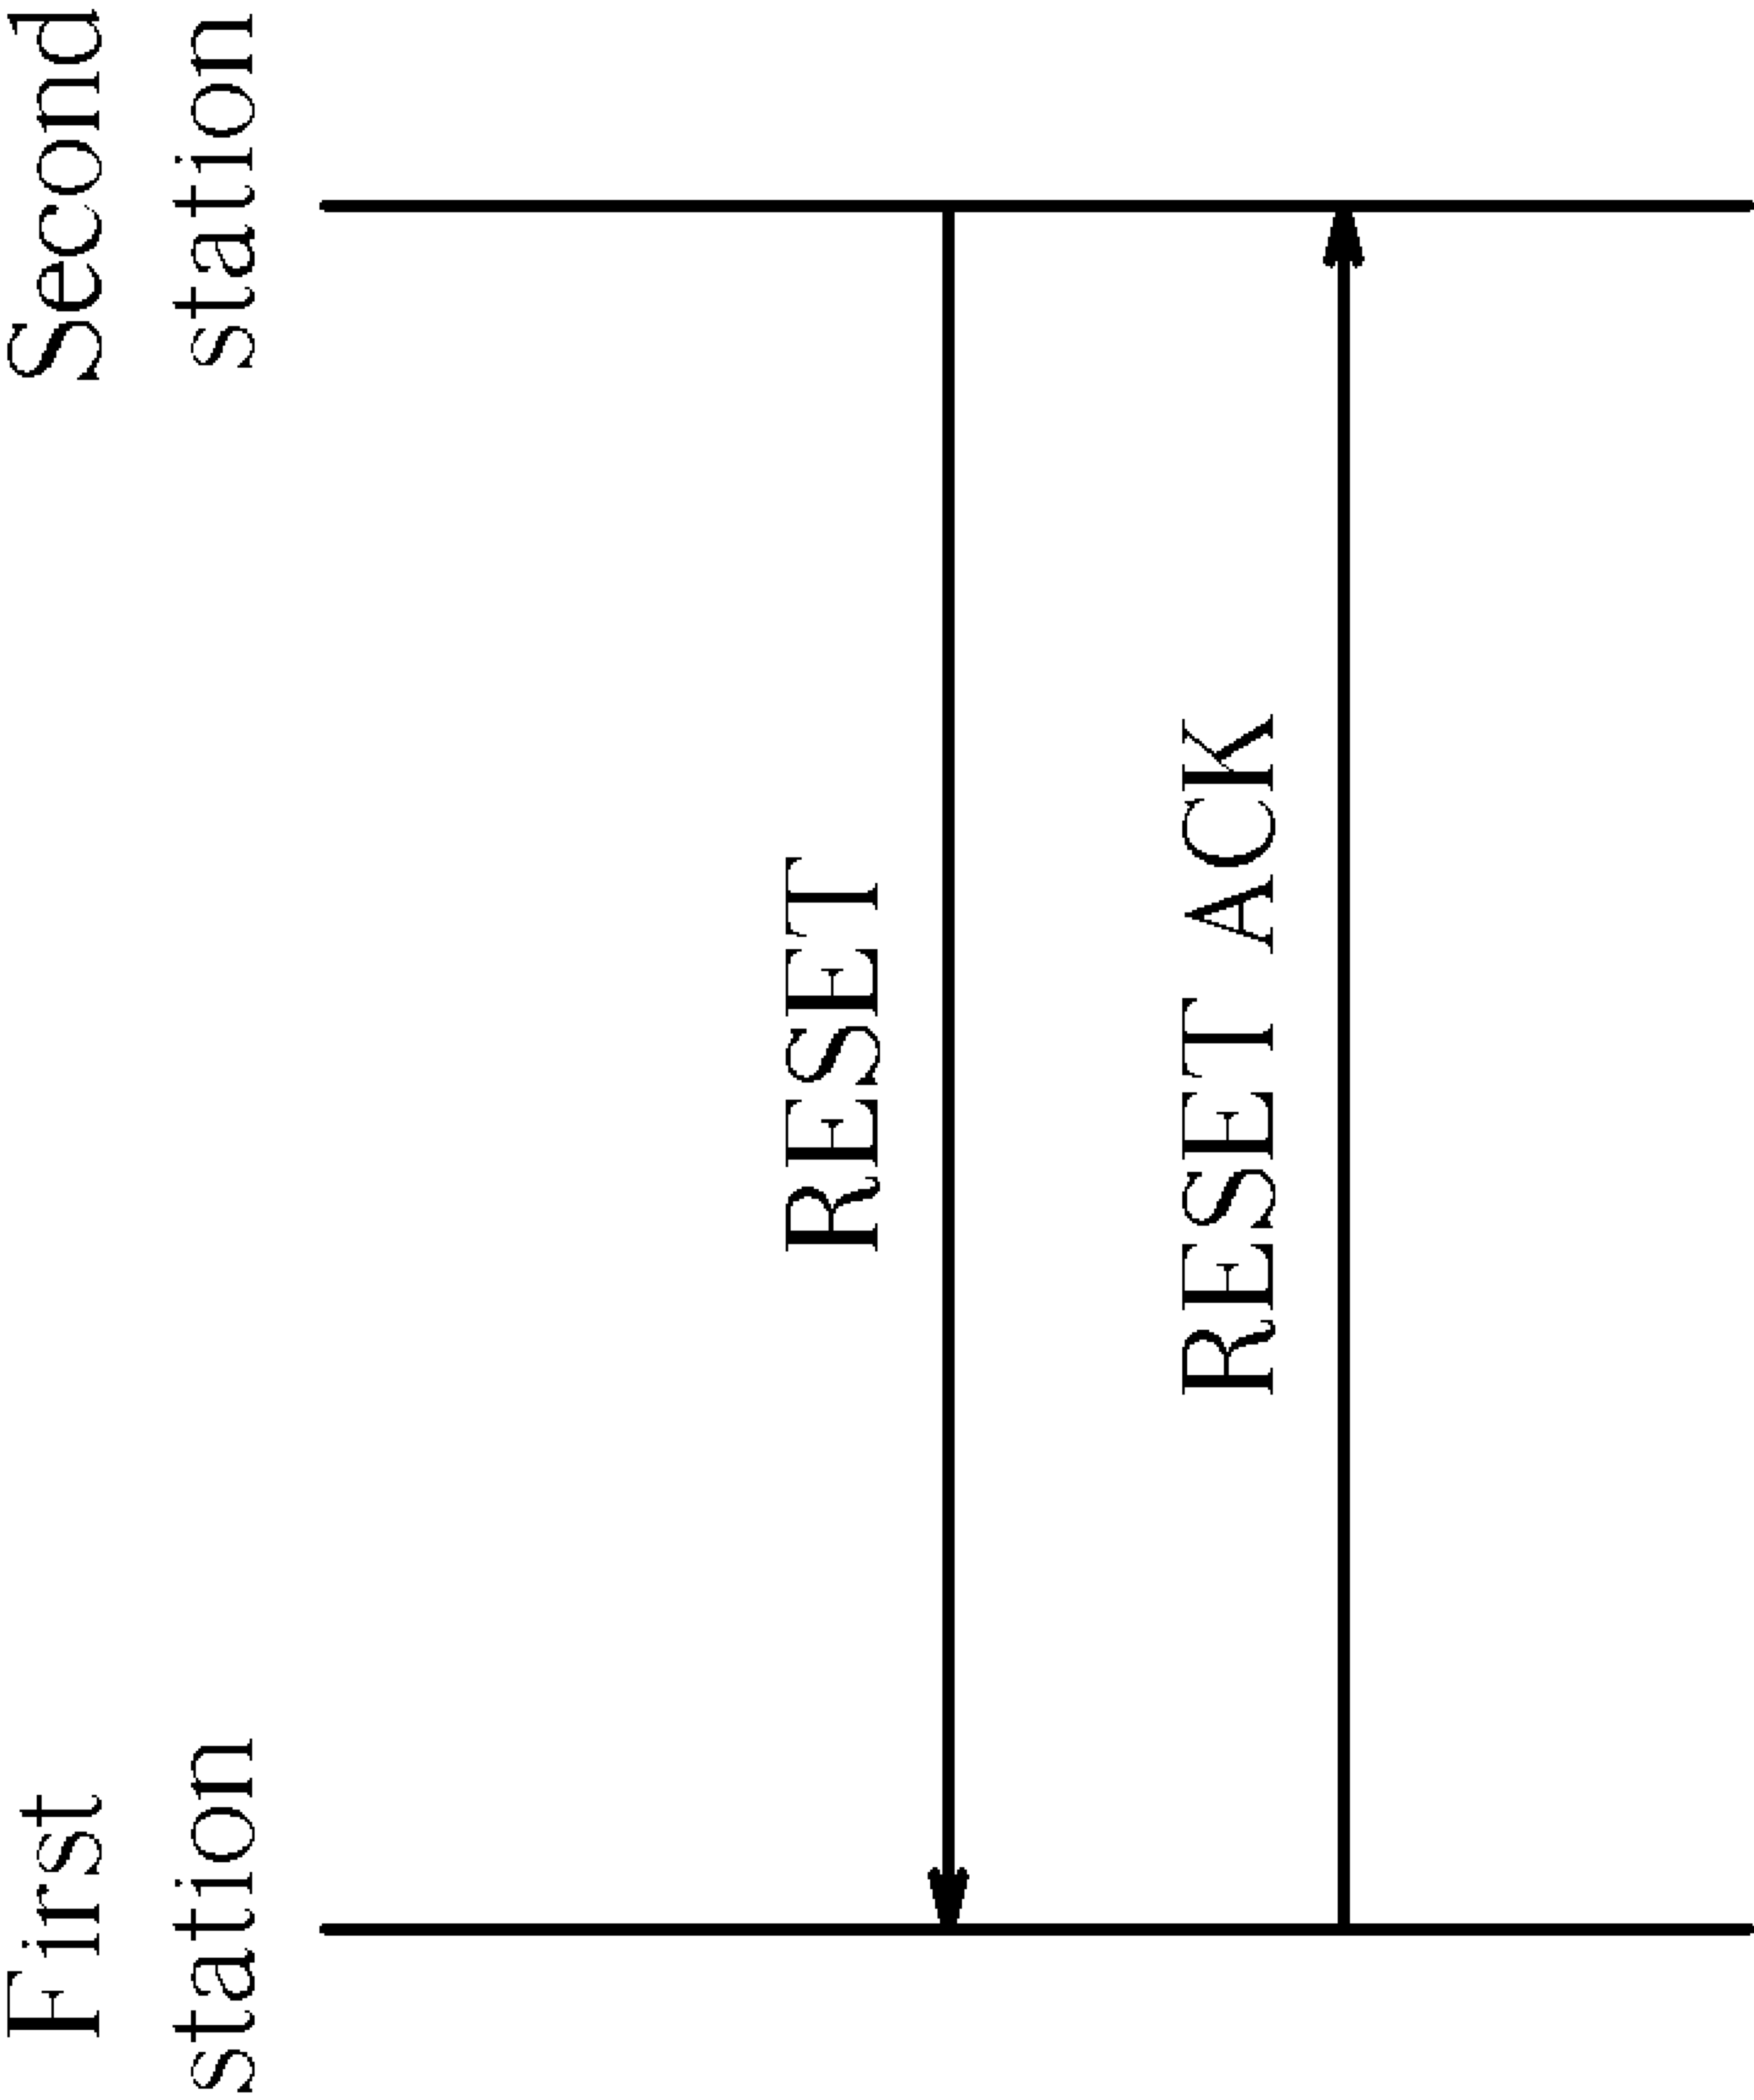 First
station
Second
station
RESET
RESET ACK